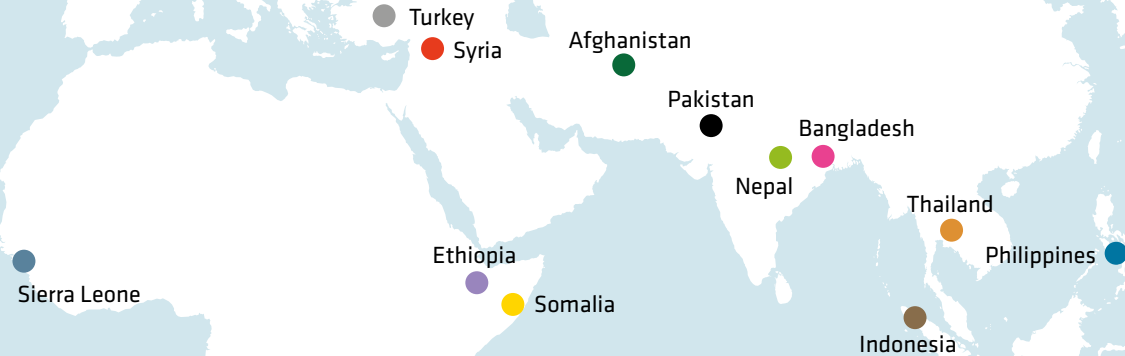 Turkey
Syria
Afghanistan
Pakistan
Bangladesh
Nepal
Thailand
Ethiopia
Philippines
Sierra Leone
Somalia
Indonesia